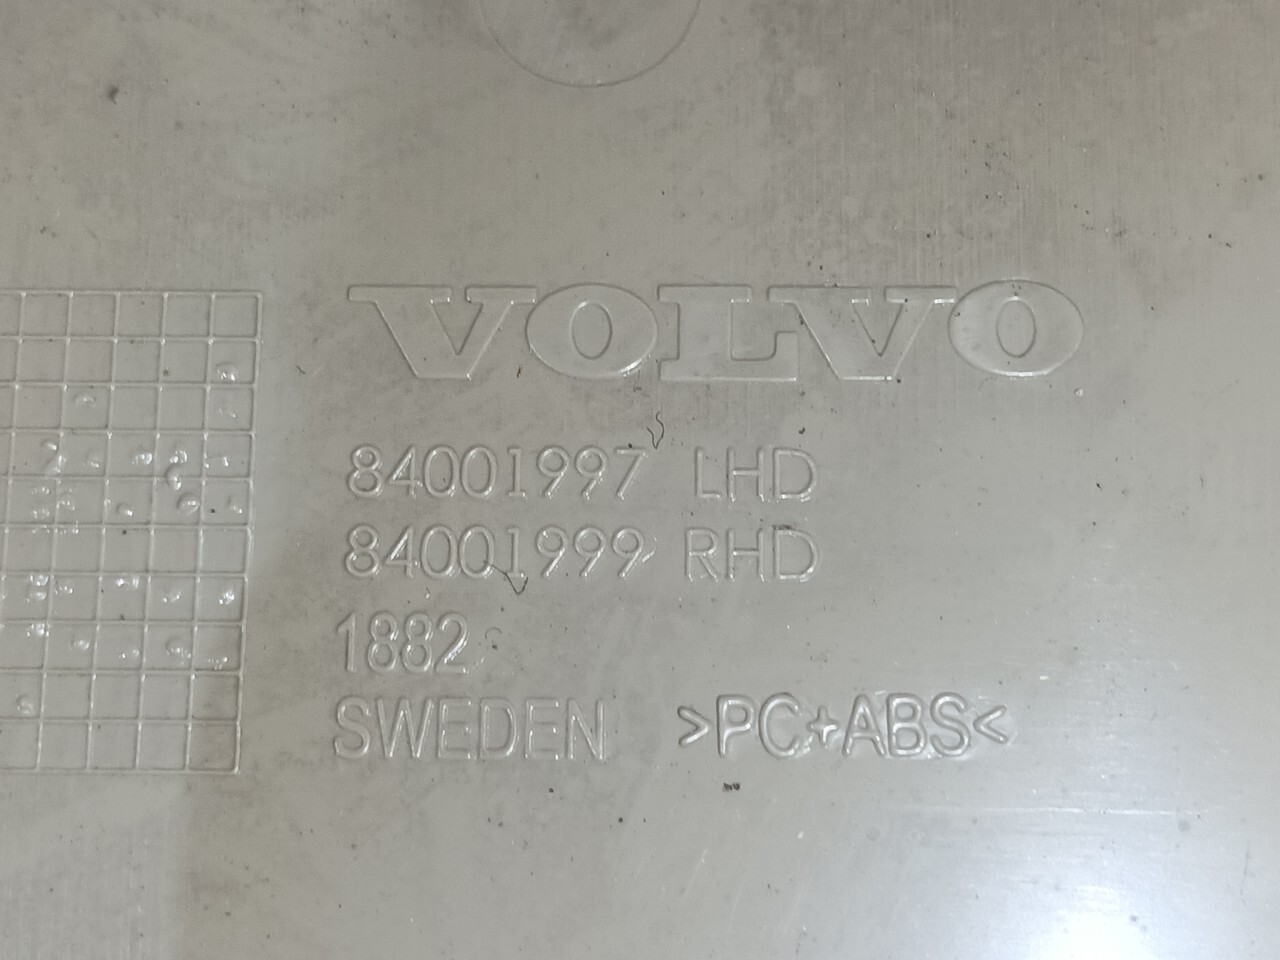 VOLVO
84001997 LHD
84001999 RHD
1882
SWEDEN >PC+ABS<